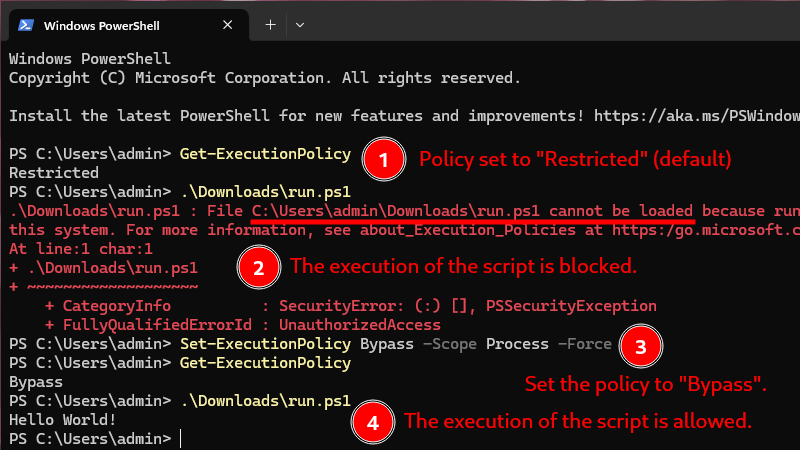 Windows PowerShell
Windows PowerShell
Copyright (C) Microsoft Corporation. All rights reserved.
Install the latest PowerShell for new features and improvements! https://aka.ms/PSWindow
PS C:\Users\admin> Get-ExecutionPolicy
1 Policy set to "Restricted" (default)
Restricted
PS C:\Users\admin> .\Downloads\run.ps1
.\Downloads\run.ps1 : File C:\Users\admin\Downloads\run.ps1 cannot be loaded because run
this system. For more information, see about_Execution_Policies at https:/go.microsoft.c
At line:1 char:1
+ .\Downloads\run.ps1
2 The execution of the script is blocked.
+ ~~~~~~~~~~~~~~~~~~~
+ CategoryInfo : SecurityError: (:) [], PSSecurityException
+ FullyQualifiedErrorId : UnauthorizedAccess
PS C:\Users\admin> Set-ExecutionPolicy Bypass -Scope Process -Force
3
PS C:\Users\admin> Get-ExecutionPolicy
Set the policy to "Bypass".
Bypass
PS C:\Users\admin> .\Downloads\run.ps1
4 The execution of the script is allowed.
Hello World!
PS C:\Users\admin>